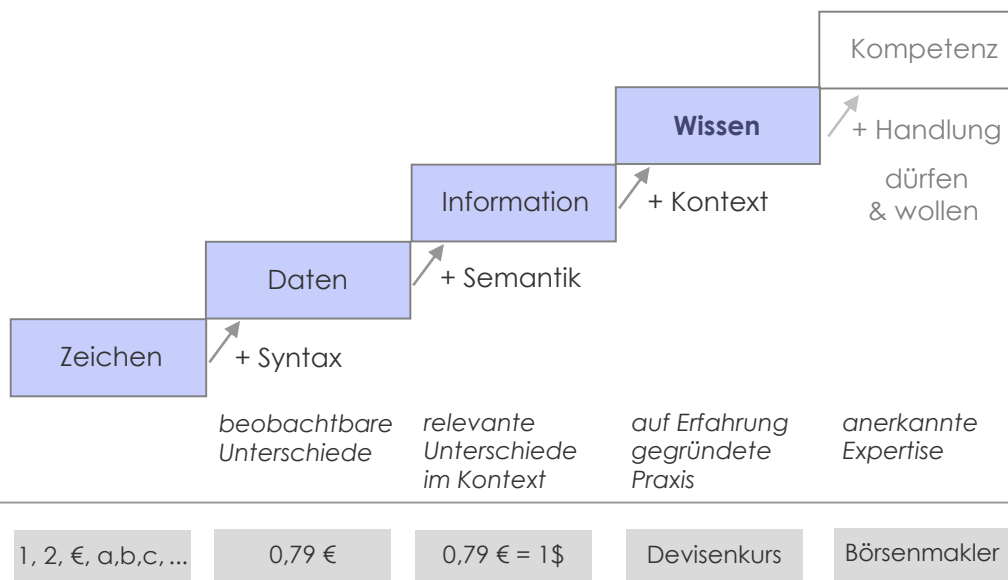 Kompetenz
Wissen
+ Handlung
dürfen
& wollen
Information
+ Kontext
Daten
+ Semantik
Zeichen
+ Syntax
beobachtbare
Unterschiede
relevante
Unterschiede
im Kontext
auf Erfahrung
gegründete
Praxis
anerkannte
Expertise
1, 2, €, a,b,c, ...
0,79 €
0,79 € = 1$
Devisenkurs
Börsenmakler